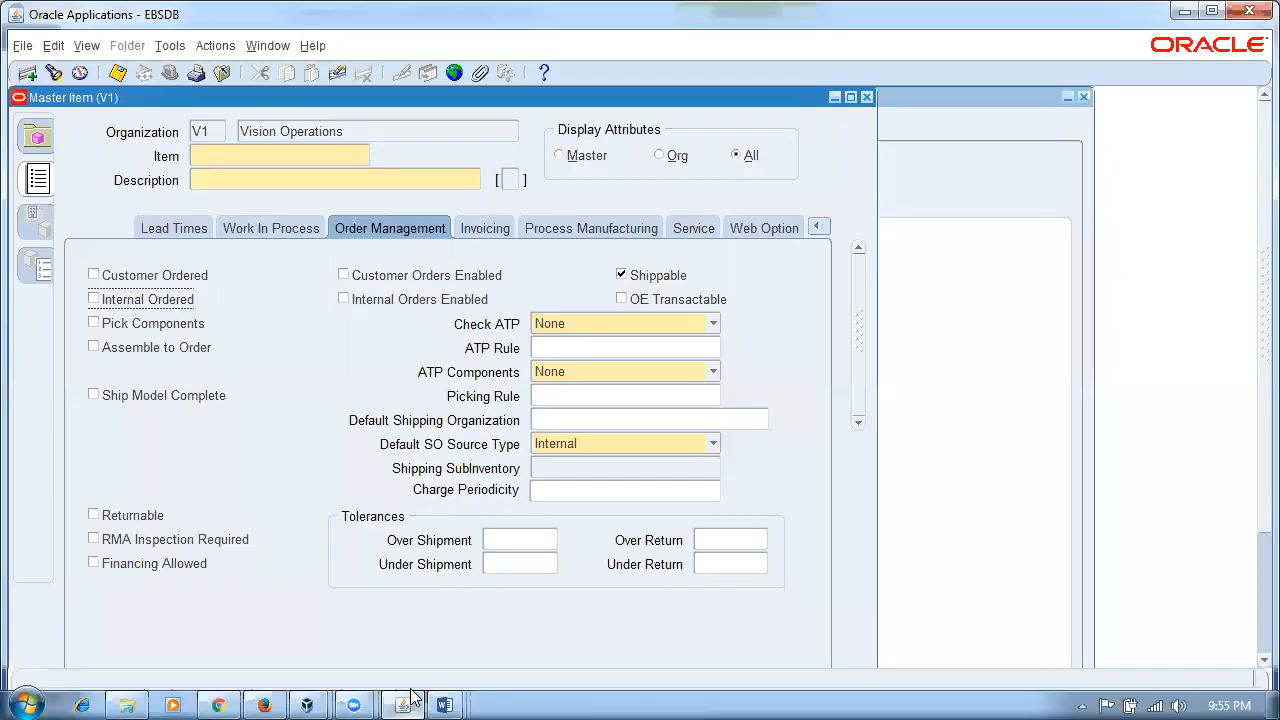 Oracle Applications - EBSDB
File Edit View Folder Tools Actions Window Help
ORACLE
Master Item (V1)
Organization V1 Vision Operations
Display Attributes
Item
Master Org All
Description [ ]
Lead Times Work In Process Order Management Invoicing Process Manufacturing Service Web Option
Customer Ordered Customer Orders Enabled Shippable
Internal Ordered Internal Orders Enabled OE Transactable
Pick Components Check ATP None
Assemble to Order ATP Rule
ATP Components None
Ship Model Complete Picking Rule
Default Shipping Organization
Default SO Source Type Internal
Shipping SubInventory
Charge Periodicity
Returnable Tolerances
RMA Inspection Required Over Shipment Over Return
Financing Allowed Under Shipment Under Return
9:55 PM